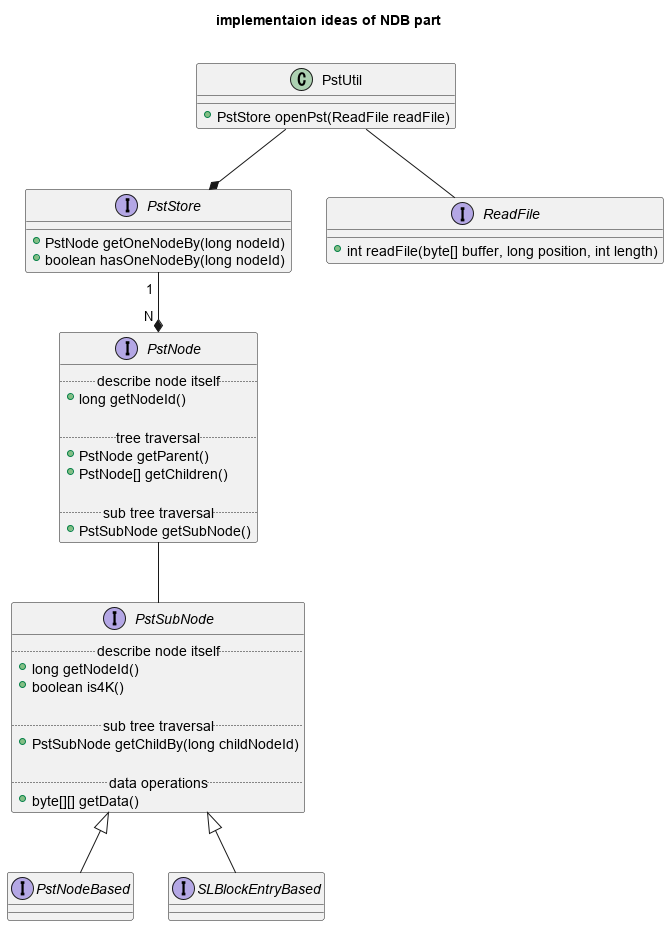 implementaion ideas of NDB part
C PstUtil
PstStore openPst(ReadFile readFile)
I PstStore
PstNode getOneNodeBy(long nodeId)
boolean hasOneNodeBy(long nodeId)
I ReadFile
int readFile(byte[] buffer, long position, int length)
1
N
I PstNode
describe node itself
long getNodeId()
tree traversal
PstNode getParent()
PstNode[] getChildren()
sub tree traversal
PstSubNode getSubNode()
I PstSubNode
describe node itself
long getNodeId()
boolean is4K()
sub tree traversal
PstSubNode getChildBy(long childNodeId)
data operations
byte[][] getData()
I PstNodeBased
I SLBlockEntryBased